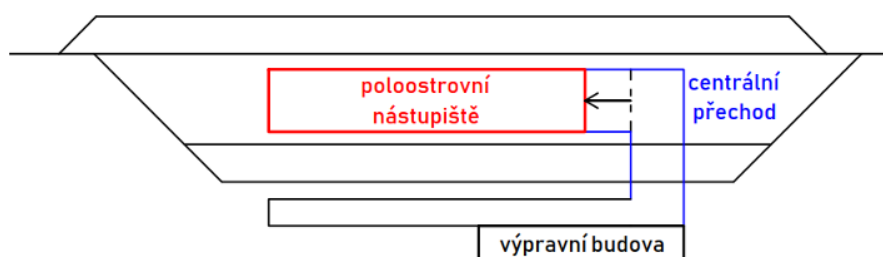 poloostrovní
nástupiště
centrální
přechod
výpravní budova